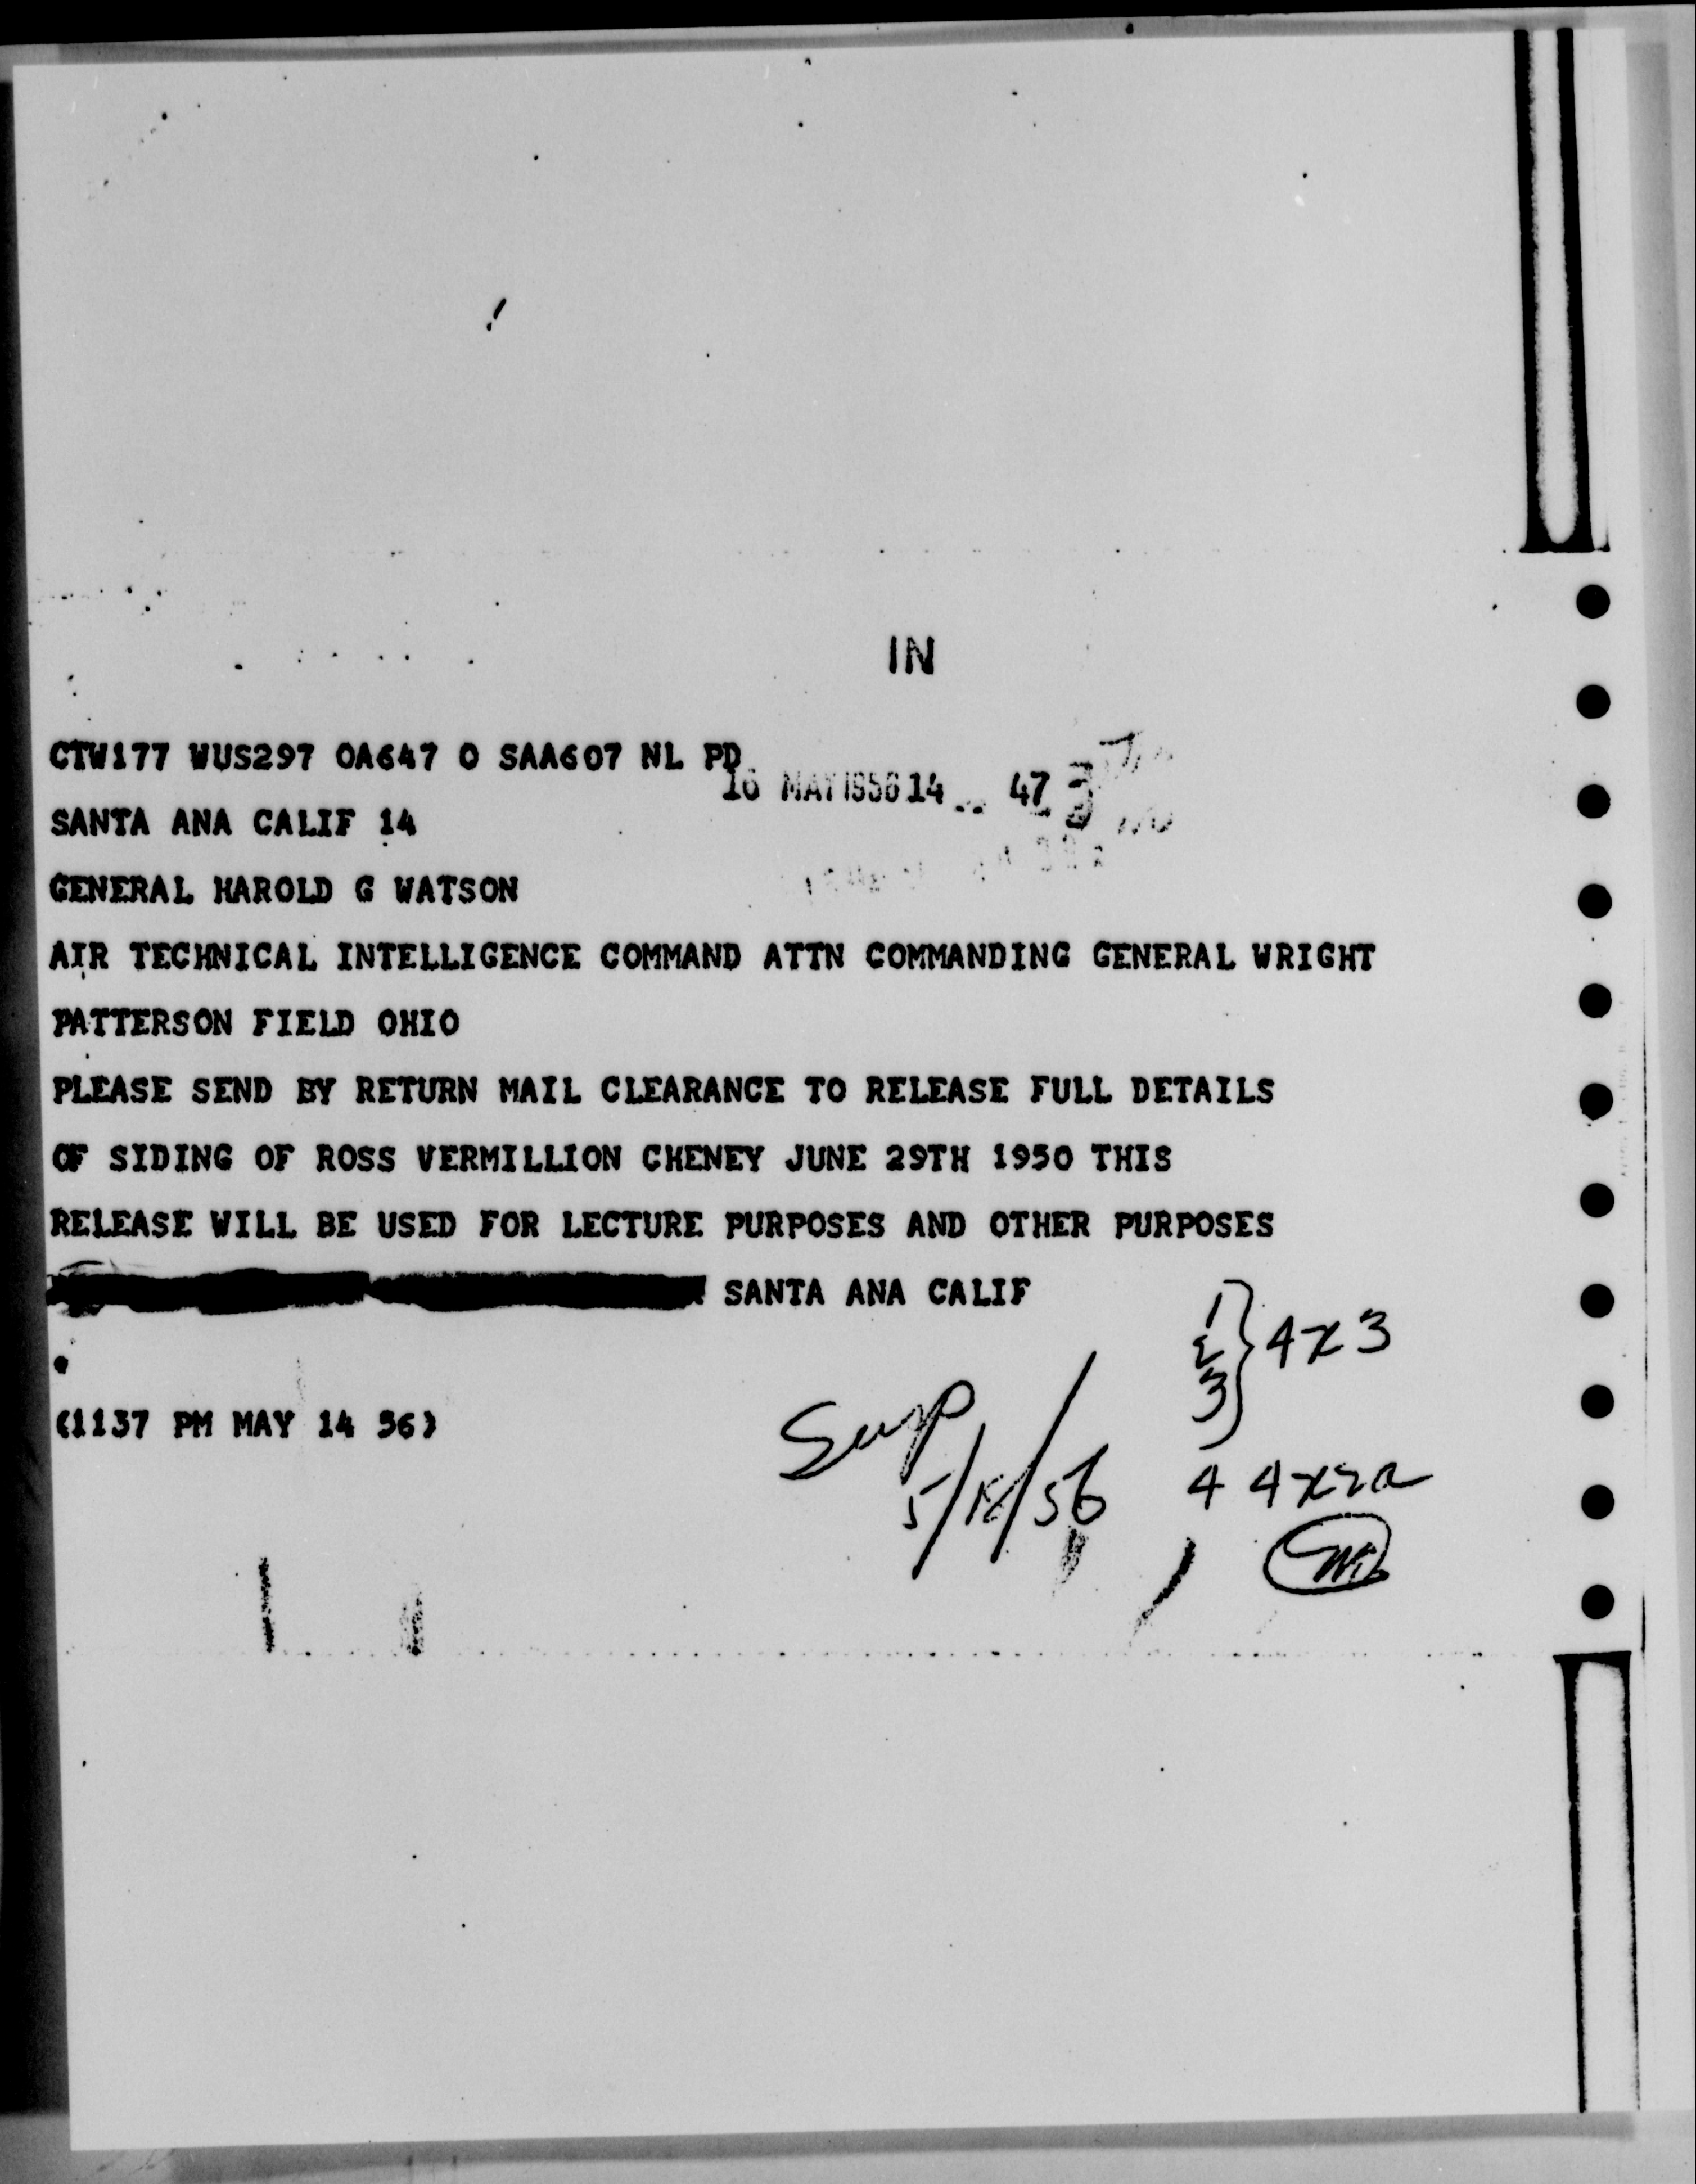 IN
CTW177 WUS297 OA647 O SAA607 NL PD
16 MAY 1956 14 47
SANTA ANA CALIF 14
GENERAL HAROLD G WATSON
AIR TECHNICAL INTELLIGENCE COMMAND ATTN COMMANDING GENERAL WRIGHT
PATTERSON FIELD OHIO
PLEASE SEND BY RETURN MAIL CLEARANCE TO RELEASE FULL DETAILS
OF SIDING OF ROSS VERMILLION CHENEY JUNE 29TH 1950 THIS
RELEASE WILL BE USED FOR LECTURE PURPOSES AND OTHER PURPOSES
SANTA ANA CALIF
1
2 } 4x3
3
(1137 PM MAY 14 56)
Susp
4 4x2a